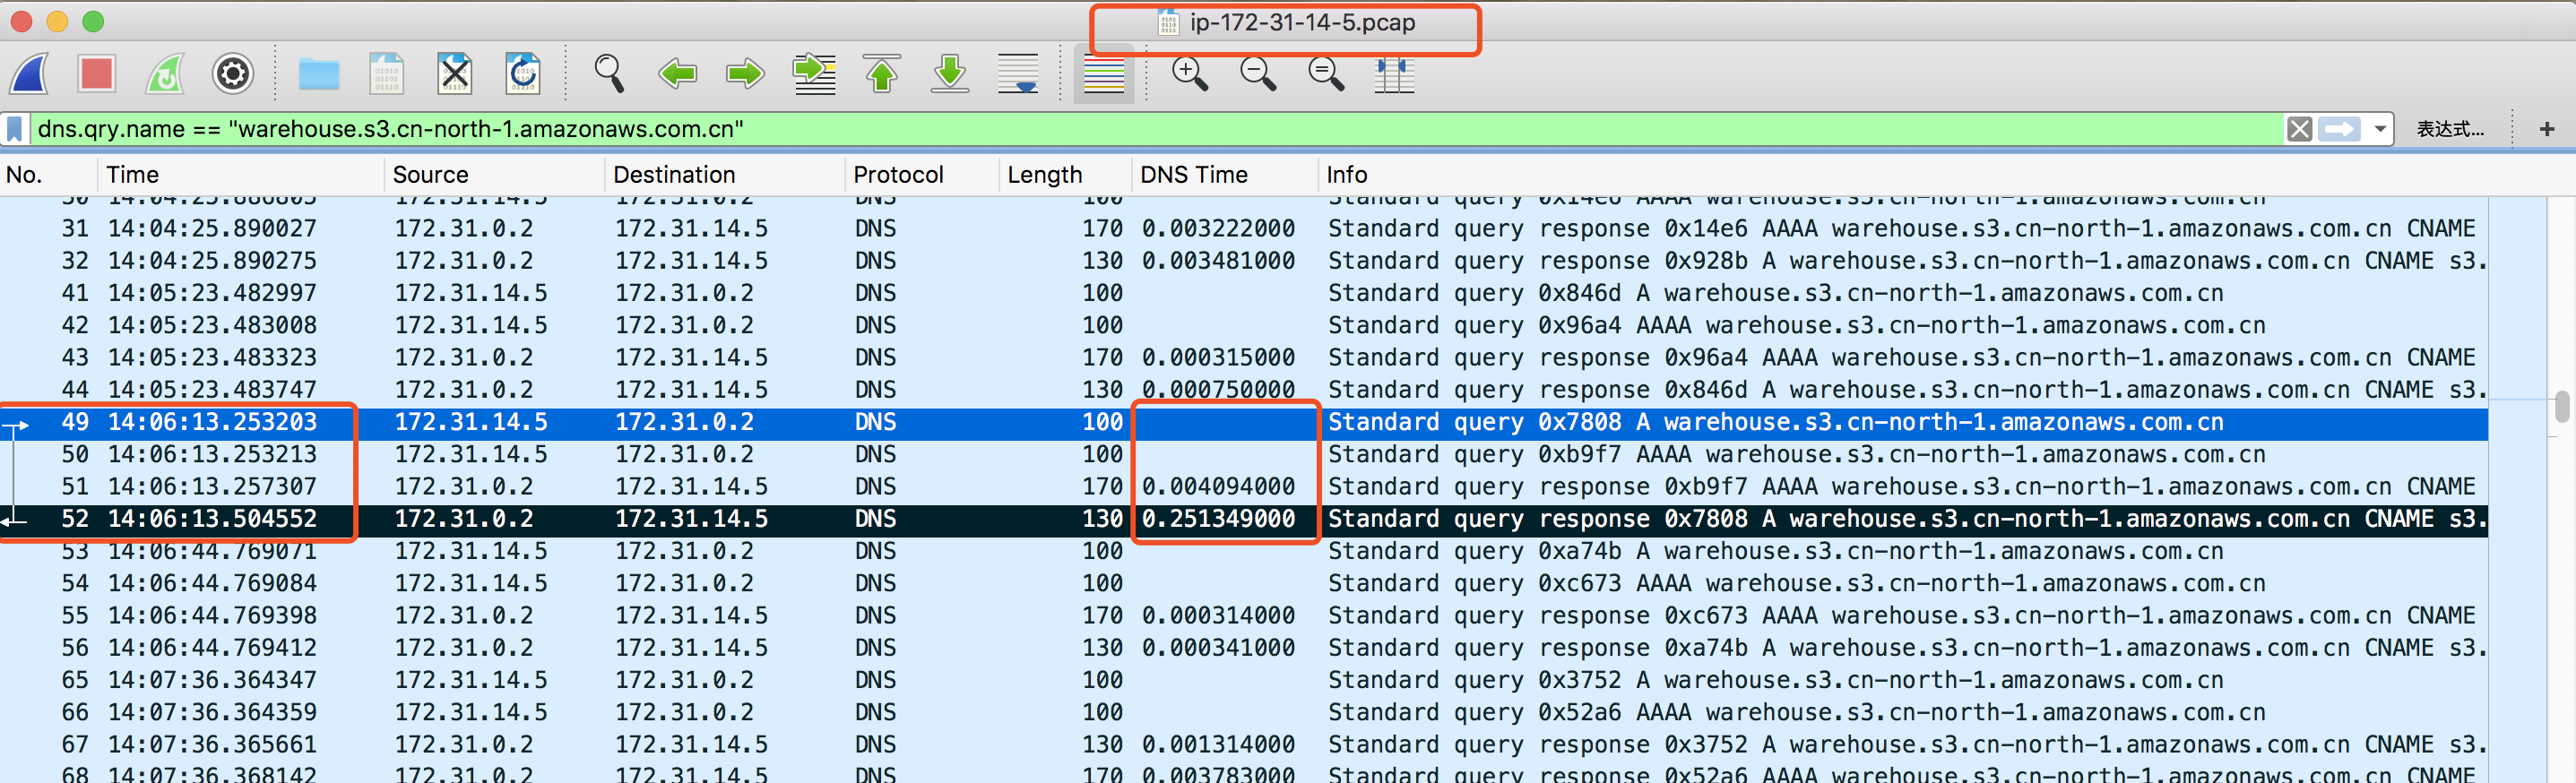 ip-172-31-14-5.pcap
dns.qry.name == "warehouse.s3.cn-north-1.amazonaws.com.cn" 表达式… +
No. Time Source Destination Protocol Length DNS Time Info
30 14:04:25.886805 172.31.14.5 172.31.0.2 DNS 100 Standard query 0x14e6 AAAA warehouse.s3.cn-north-1.amazonaws.com.cn
31 14:04:25.890027 172.31.0.2 172.31.14.5 DNS 170 0.003222000 Standard query response 0x14e6 AAAA warehouse.s3.cn-north-1.amazonaws.com.cn CNAME
32 14:04:25.890275 172.31.0.2 172.31.14.5 DNS 130 0.003481000 Standard query response 0x928b A warehouse.s3.cn-north-1.amazonaws.com.cn CNAME s3.
41 14:05:23.482997 172.31.14.5 172.31.0.2 DNS 100 Standard query 0x846d A warehouse.s3.cn-north-1.amazonaws.com.cn
42 14:05:23.483008 172.31.14.5 172.31.0.2 DNS 100 Standard query 0x96a4 AAAA warehouse.s3.cn-north-1.amazonaws.com.cn
43 14:05:23.483323 172.31.0.2 172.31.14.5 DNS 170 0.000315000 Standard query response 0x96a4 AAAA warehouse.s3.cn-north-1.amazonaws.com.cn CNAME
44 14:05:23.483747 172.31.0.2 172.31.14.5 DNS 130 0.000750000 Standard query response 0x846d A warehouse.s3.cn-north-1.amazonaws.com.cn CNAME s3.
49 14:06:13.253203 172.31.14.5 172.31.0.2 DNS 100 Standard query 0x7808 A warehouse.s3.cn-north-1.amazonaws.com.cn
50 14:06:13.253213 172.31.14.5 172.31.0.2 DNS 100 Standard query 0xb9f7 AAAA warehouse.s3.cn-north-1.amazonaws.com.cn
51 14:06:13.257307 172.31.0.2 172.31.14.5 DNS 170 0.004094000 Standard query response 0xb9f7 AAAA warehouse.s3.cn-north-1.amazonaws.com.cn CNAME
52 14:06:13.504552 172.31.0.2 172.31.14.5 DNS 130 0.251349000 Standard query response 0x7808 A warehouse.s3.cn-north-1.amazonaws.com.cn CNAME s3.
53 14:06:44.769071 172.31.14.5 172.31.0.2 DNS 100 Standard query 0xa74b A warehouse.s3.cn-north-1.amazonaws.com.cn
54 14:06:44.769084 172.31.14.5 172.31.0.2 DNS 100 Standard query 0xc673 AAAA warehouse.s3.cn-north-1.amazonaws.com.cn
55 14:06:44.769398 172.31.0.2 172.31.14.5 DNS 170 0.000314000 Standard query response 0xc673 AAAA warehouse.s3.cn-north-1.amazonaws.com.cn CNAME
56 14:06:44.769412 172.31.0.2 172.31.14.5 DNS 130 0.000341000 Standard query response 0xa74b A warehouse.s3.cn-north-1.amazonaws.com.cn CNAME s3.
65 14:07:36.364347 172.31.14.5 172.31.0.2 DNS 100 Standard query 0x3752 A warehouse.s3.cn-north-1.amazonaws.com.cn
66 14:07:36.364359 172.31.14.5 172.31.0.2 DNS 100 Standard query 0x52a6 AAAA warehouse.s3.cn-north-1.amazonaws.com.cn
67 14:07:36.365661 172.31.0.2 172.31.14.5 DNS 130 0.001314000 Standard query response 0x3752 A warehouse.s3.cn-north-1.amazonaws.com.cn CNAME s3.
68 14:07:36.368142 172.31.0.2 172.31.14.5 DNS 170 0.003783000 Standard query response 0x52a6 AAAA warehouse.s3.cn-north-1.amazonaws.com.cn CNAME